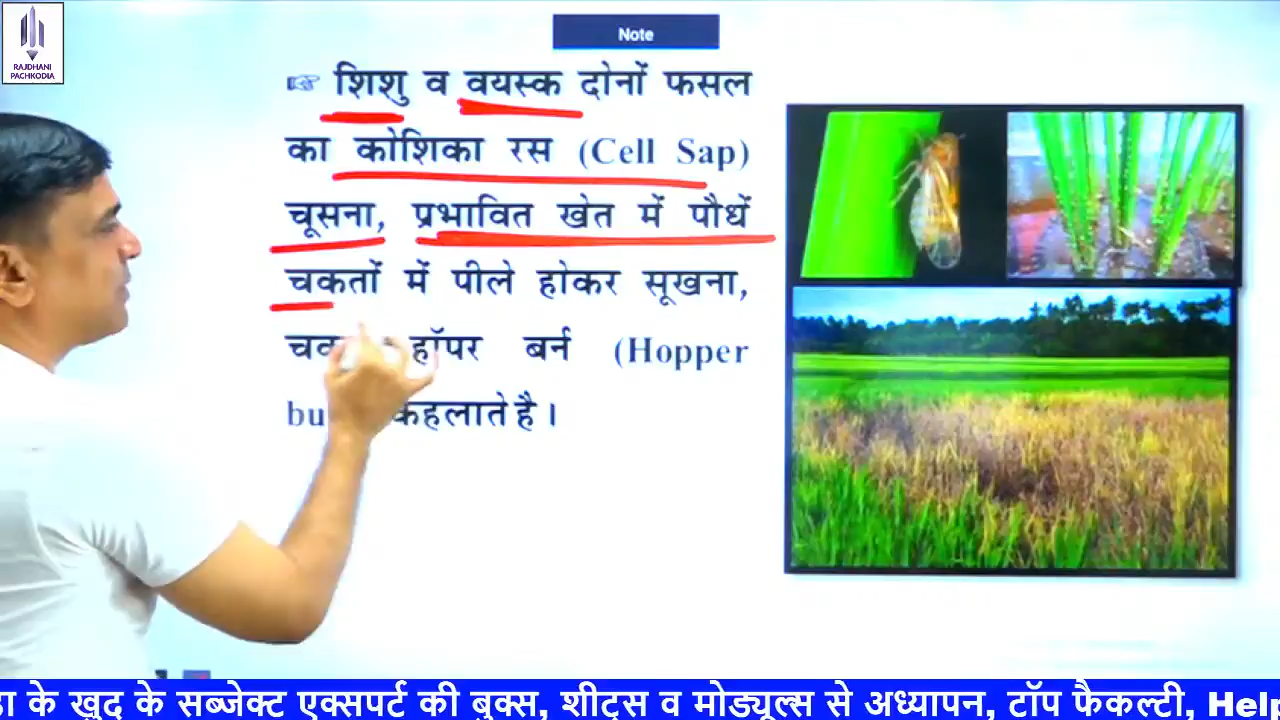 RAJDHANI
PACHKODIA
Note
☞ शिशु व वयस्क दोनों फसल
का कोशिका रस (Cell Sap)
चूसना, प्रभावित खेत में पौधें
चकतों में पीले होकर सूखना,
हॉपर बर्न (Hopper
कहलाते है।
के खुद के सब्जेक्ट एक्सपर्ट की बुक्स, शीट्स व मोड्यूल्स से अध्यापन, टॉप फैकल्टी,